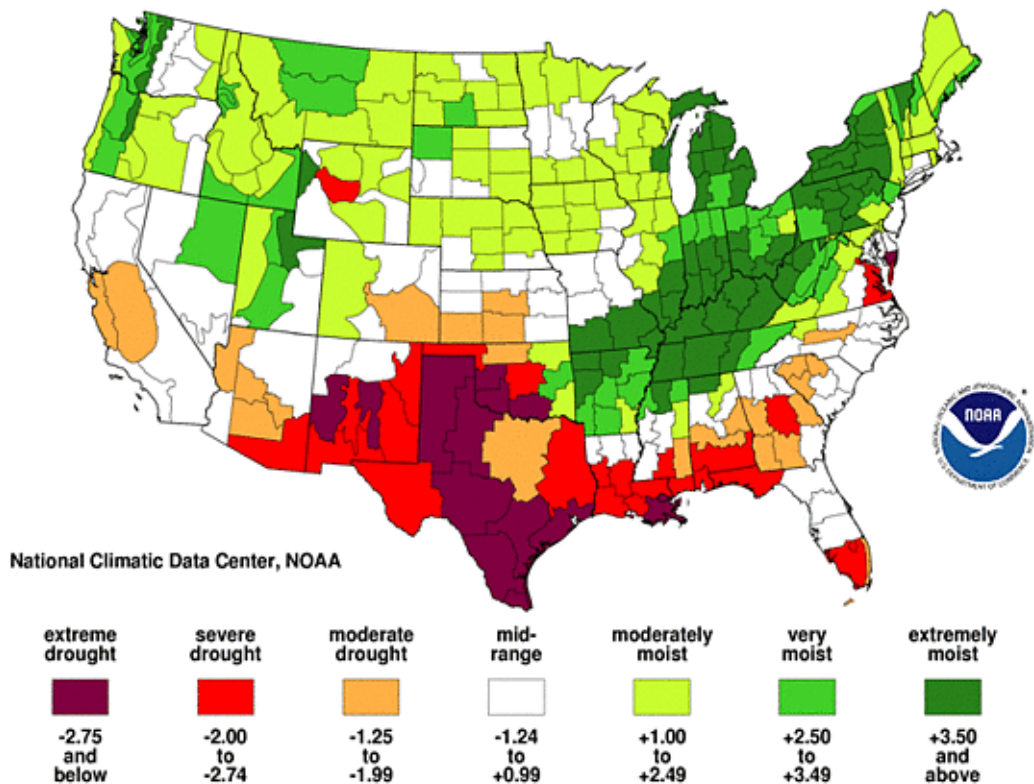 NOAA
National Climatic Data Center, NOAA
extreme drought
severe drought
moderate drought
mid-range
moderately moist
very moist
extremely moist
-2.75 and below
-2.00 to -2.74
-1.25 to -1.99
-1.24 to +0.99
+1.00 to +2.49
+2.50 to +3.49
+3.50 and above